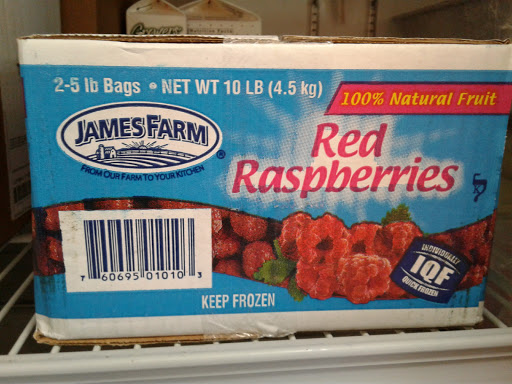 2-5 lb Bags • NET WT 10 LB (4.5 kg)
100% Natural Fruit
JAMES FARM
®
FROM OUR FARM TO YOUR KITCHEN
Red
Raspberries
INDIVIDUALLY
IQF
QUICK FROZEN
7 60695 01010 3
KEEP FROZEN